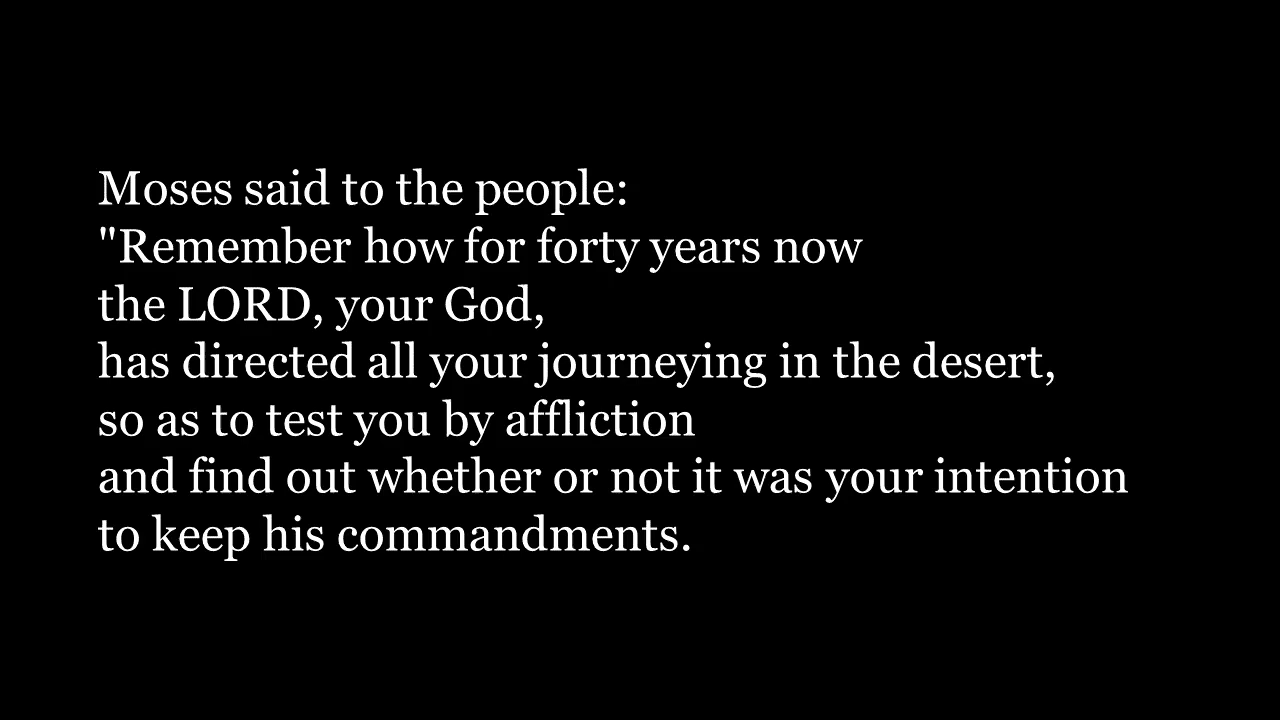 Moses said to the people:
"Remember how for forty years now
the LORD, your God,
has directed all your journeying in the desert,
so as to test you by affliction
and find out whether or not it was your intention
to keep his commandments.